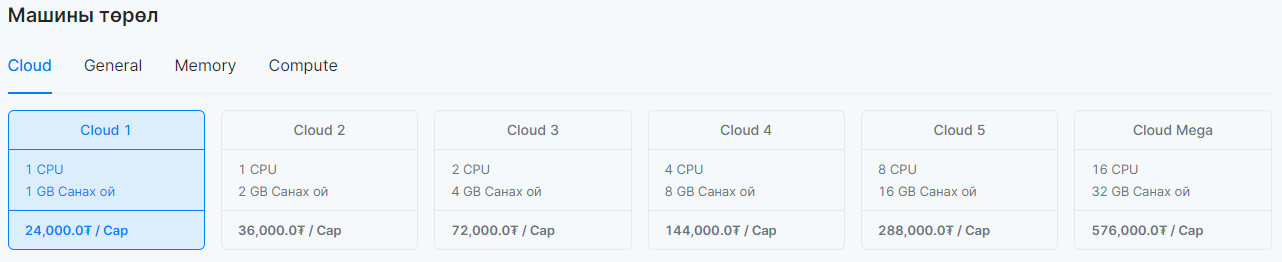 Машины төрөл
Cloud General Memory Compute
Cloud 1
1 CPU
1 GB Санах ой
24,000.0₮ / Сар
Cloud 2
1 CPU
2 GB Санах ой
36,000.0₮ / Сар
Cloud 3
2 CPU
4 GB Санах ой
72,000.0₮ / Сар
Cloud 4
4 CPU
8 GB Санах ой
144,000.0₮ / Сар
Cloud 5
8 CPU
16 GB Санах ой
288,000.0₮ / Сар
Cloud Mega
16 CPU
32 GB Санах ой
576,000.0₮ / Сар